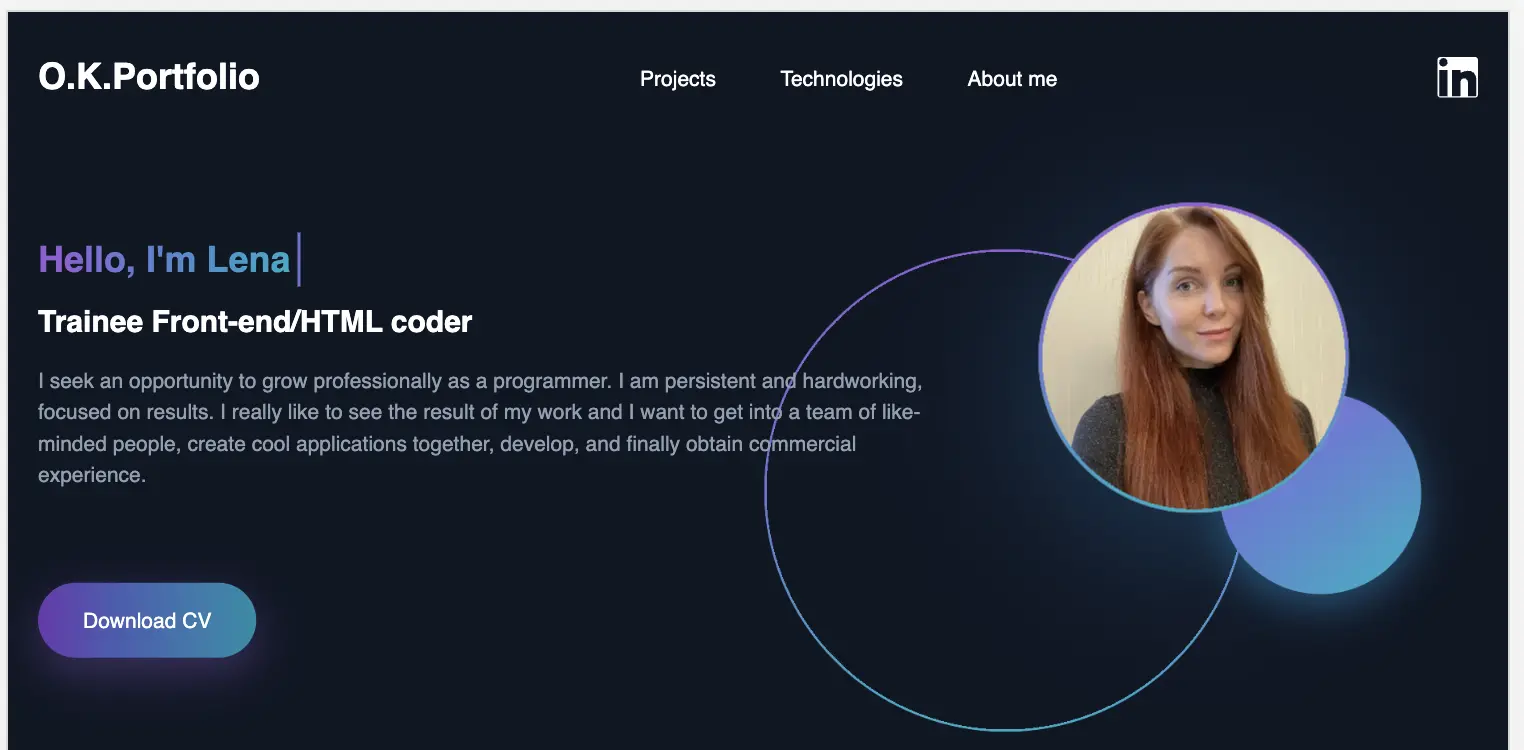 O.K.Portfolio
Projects
Technologies
About me
in
Hello, I'm Lena
Trainee Front-end/HTML coder
I seek an opportunity to grow professionally as a programmer. I am persistent and hardworking,
focused on results. I really like to see the result of my work and I want to get into a team of like-
minded people, create cool applications together, develop, and finally obtain commercial
experience.
Download CV